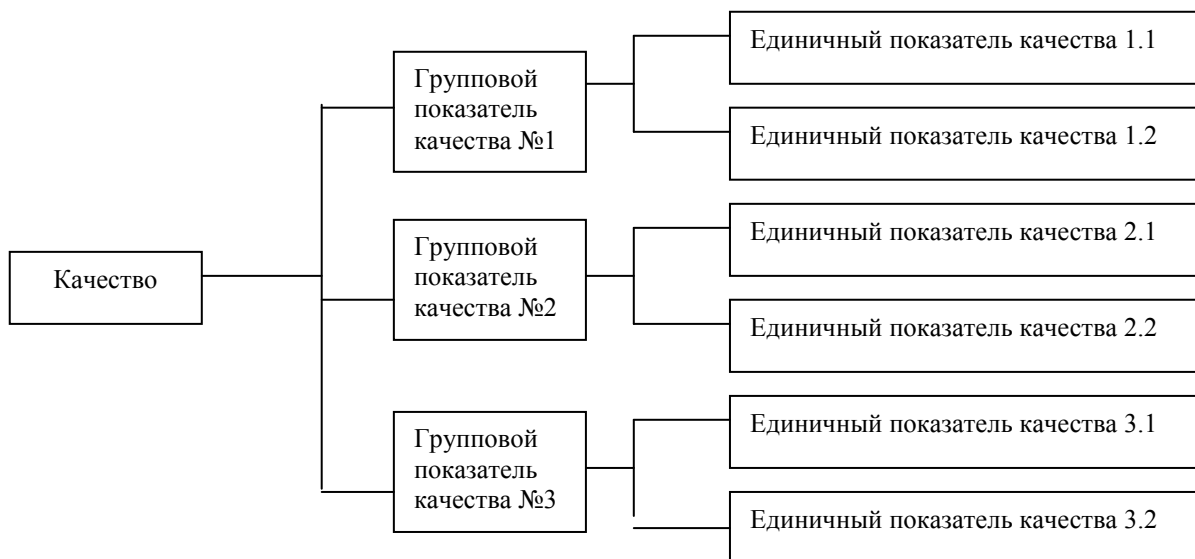 Качество
Групповой
показатель
качества №1
Единичный показатель качества 1.1
Единичный показатель качества 1.2
Групповой
показатель
качества №2
Единичный показатель качества 2.1
Единичный показатель качества 2.2
Групповой
показатель
качества №3
Единичный показатель качества 3.1
Единичный показатель качества 3.2